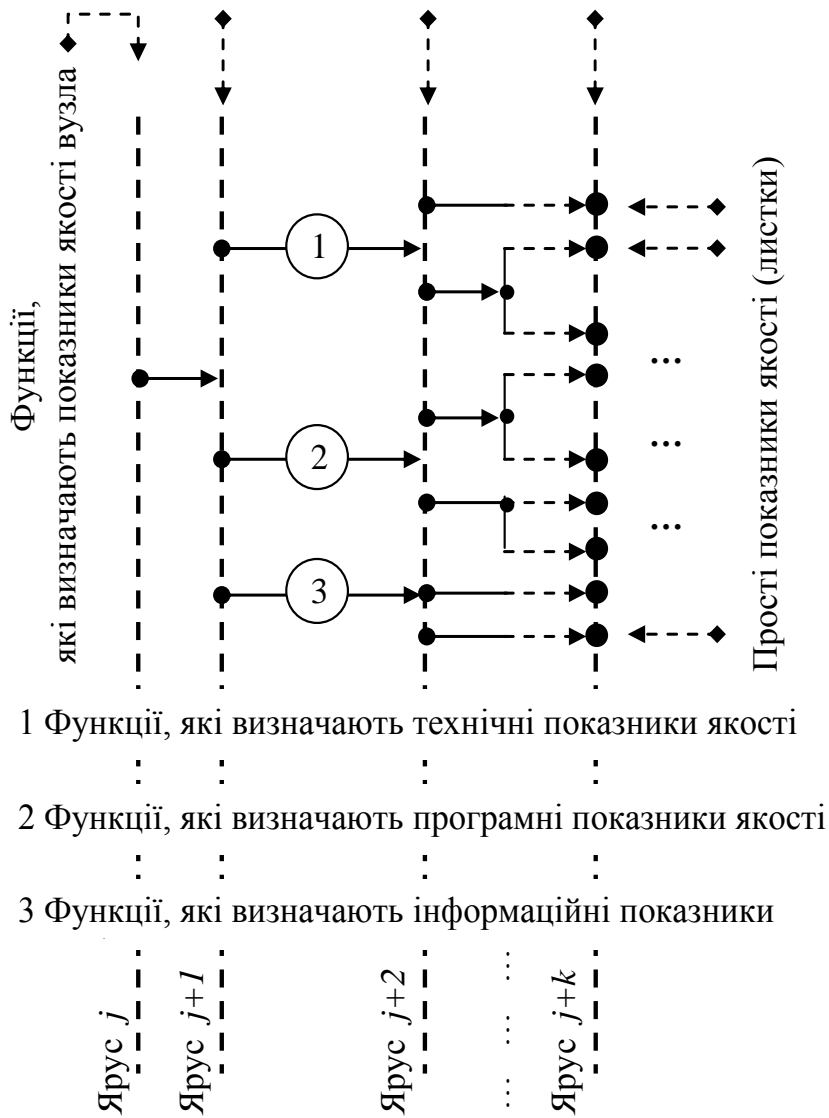 Функції,
які визначають показники якості вузла
1
2
3
...
...
...
Прості показники якості (листки)
1 Функції, які визначають технічні показники якості
2 Функції, які визначають програмні показники якості
3 Функції, які визначають інформаційні показники
Ярус j
Ярус j+1
Ярус j+2
... ... ...
Ярус j+k